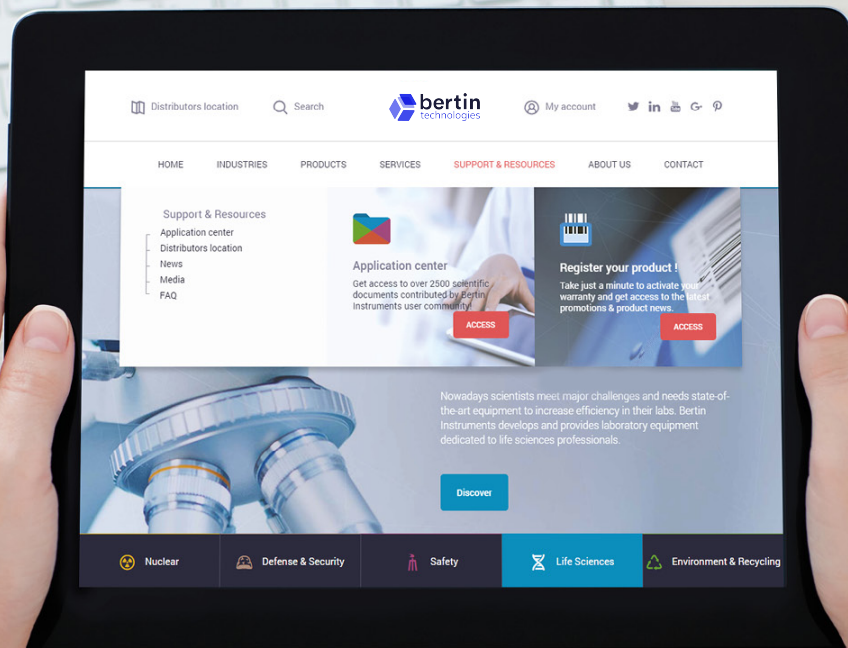 Distributors location
Search
bertin
technologies
My account
HOME
INDUSTRIES
PRODUCTS
SERVICES
SUPPORT & RESOURCES
ABOUT US
CONTACT
Support & Resources
Application center
Distributors location
News
Media
FAQ
Application center
Get access to over 2500 scientific
documents contributed by Bertin
Instruments user community!
ACCESS
Register your product !
Take just a minute to activate your
warranty and get access to the latest
promotions & product news.
ACCESS
Nowadays scientists meet major challenges and needs state-of-
the-art equipment to increase efficiency in their labs. Bertin
Instruments develops and provides laboratory equipment
dedicated to life sciences professionals.
Discover
Nuclear
Defense & Security
Safety
Life Sciences
Environment & Recycling